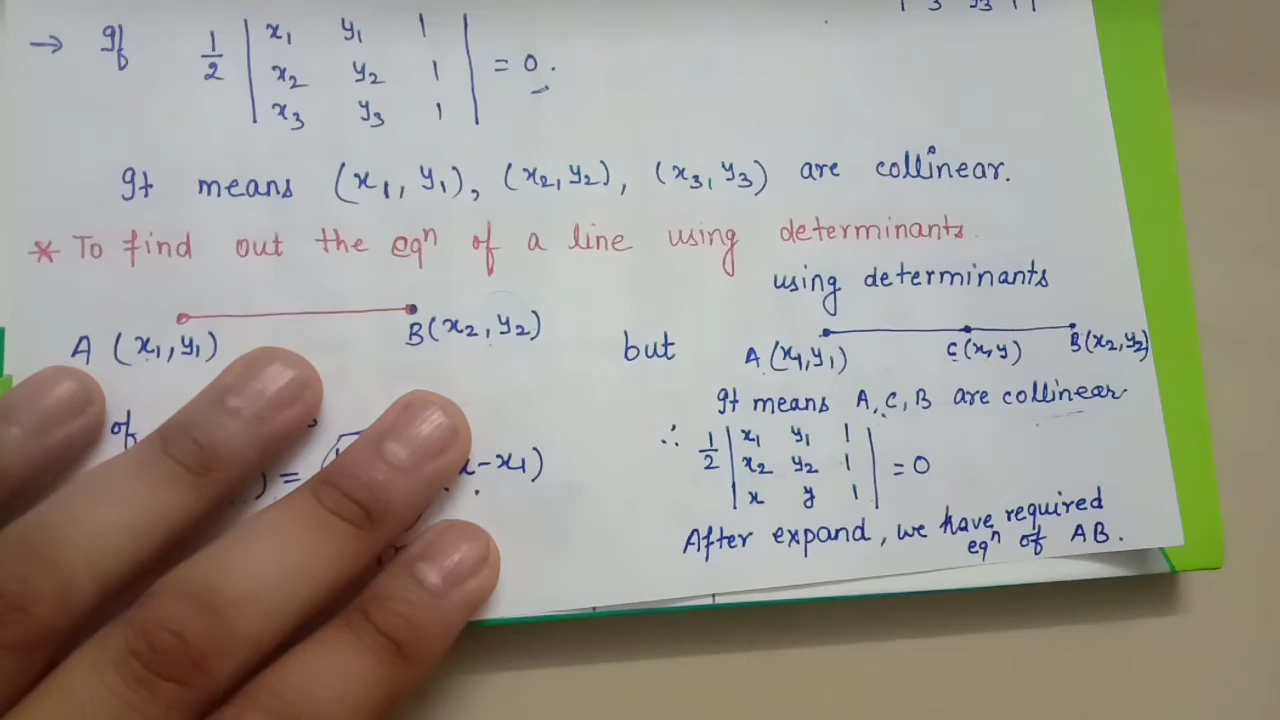 → If 1/2 | x₁ y₁ 1 |
| x₂ y₂ 1 | = 0.
| x₃ y₃ 1 |
It means (x₁, y₁), (x₂, y₂), (x₃, y₃) are collinear.
* To find out the eqⁿ of a line using determinants.
A (x₁, y₁) B(x₂, y₂)
of
) = (x-x₁)
using determinants
but A (x₁, y₁) C (x, y) B (x₂, y₂)
It means A, C, B are collinear
∴ 1/2 | x₁ y₁ 1 |
| x₂ y₂ 1 | = 0
| x y 1 |
After expand, we have required
eqⁿ of AB.